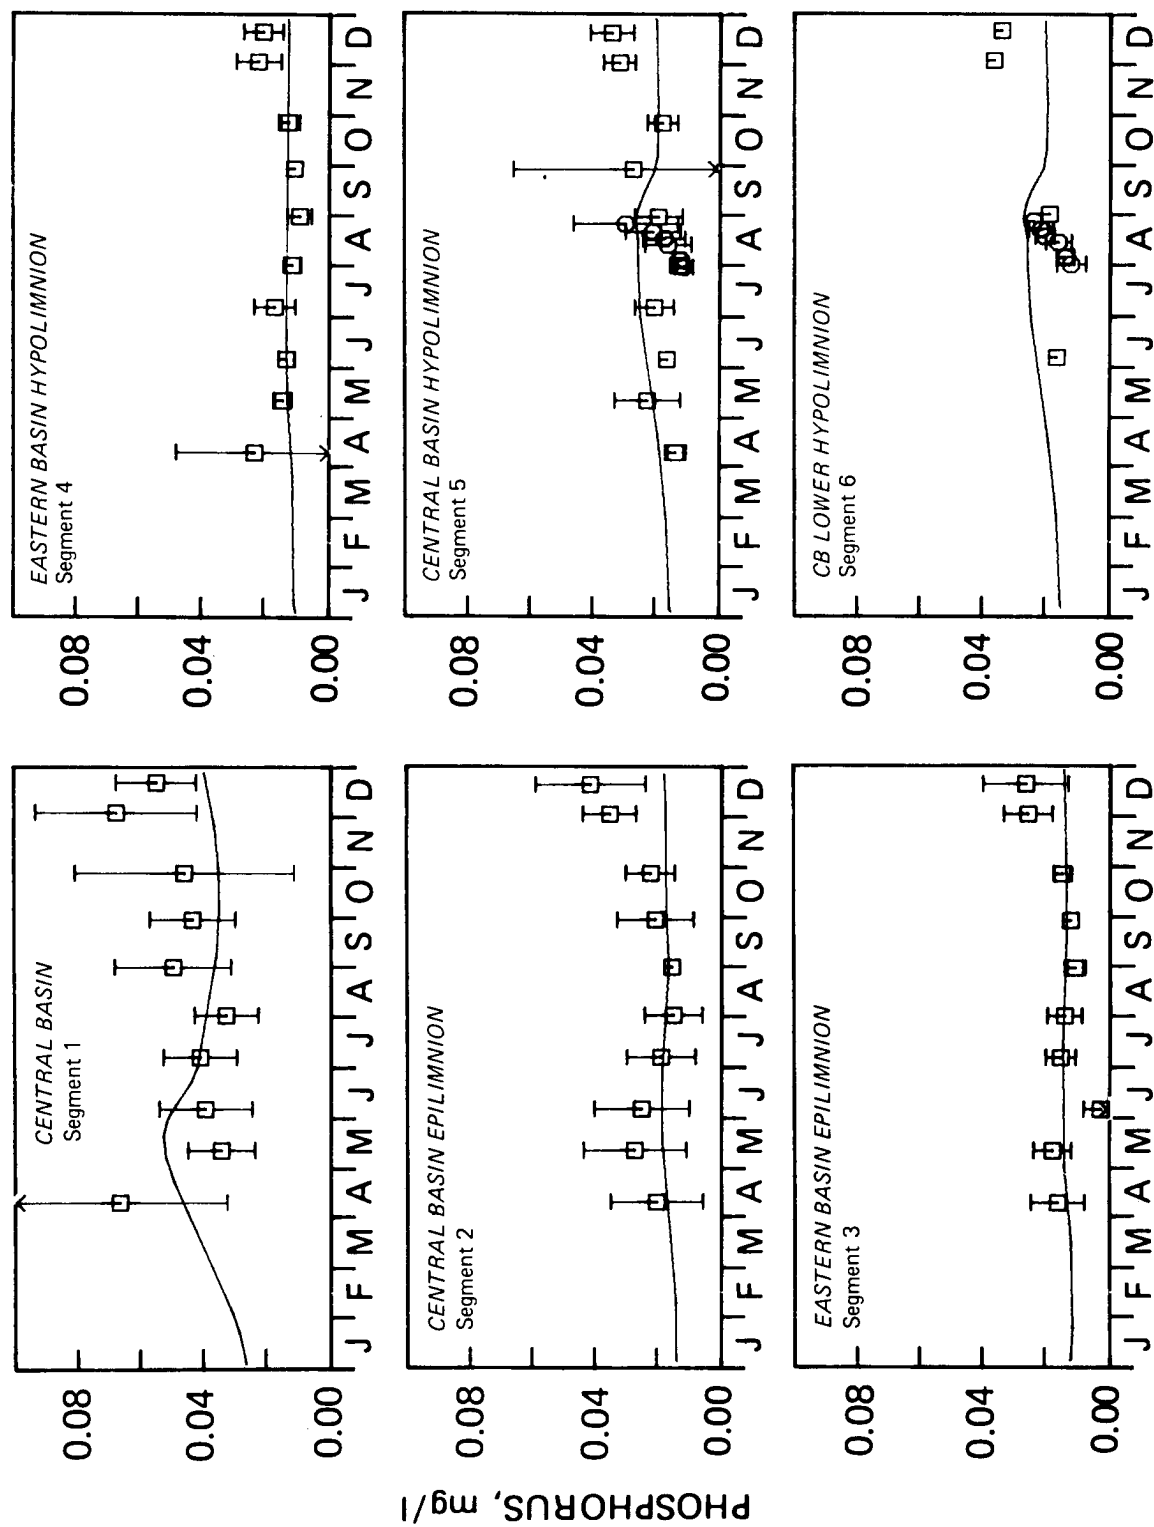 PHOSPHORUS, mg/l
CENTRAL BASIN
Segment 1
0.08
0.04
0.00
J F M A M J J A S O N D
CENTRAL BASIN EPILIMNION
Segment 2
0.08
0.04
0.00
J F M A M J J A S O N D
EASTERN BASIN EPILIMNION
Segment 3
0.08
0.04
0.00
J F M A M J J A S O N D
EASTERN BASIN HYPOLIMNION
Segment 4
0.08
0.04
0.00
J F M A M J J A S O N D
CENTRAL BASIN HYPOLIMNION
Segment 5
0.08
0.04
0.00
J F M A M J J A S O N D
CB LOWER HYPOLIMNION
Segment 6
0.08
0.04
0.00
J F M A M J J A S O N D